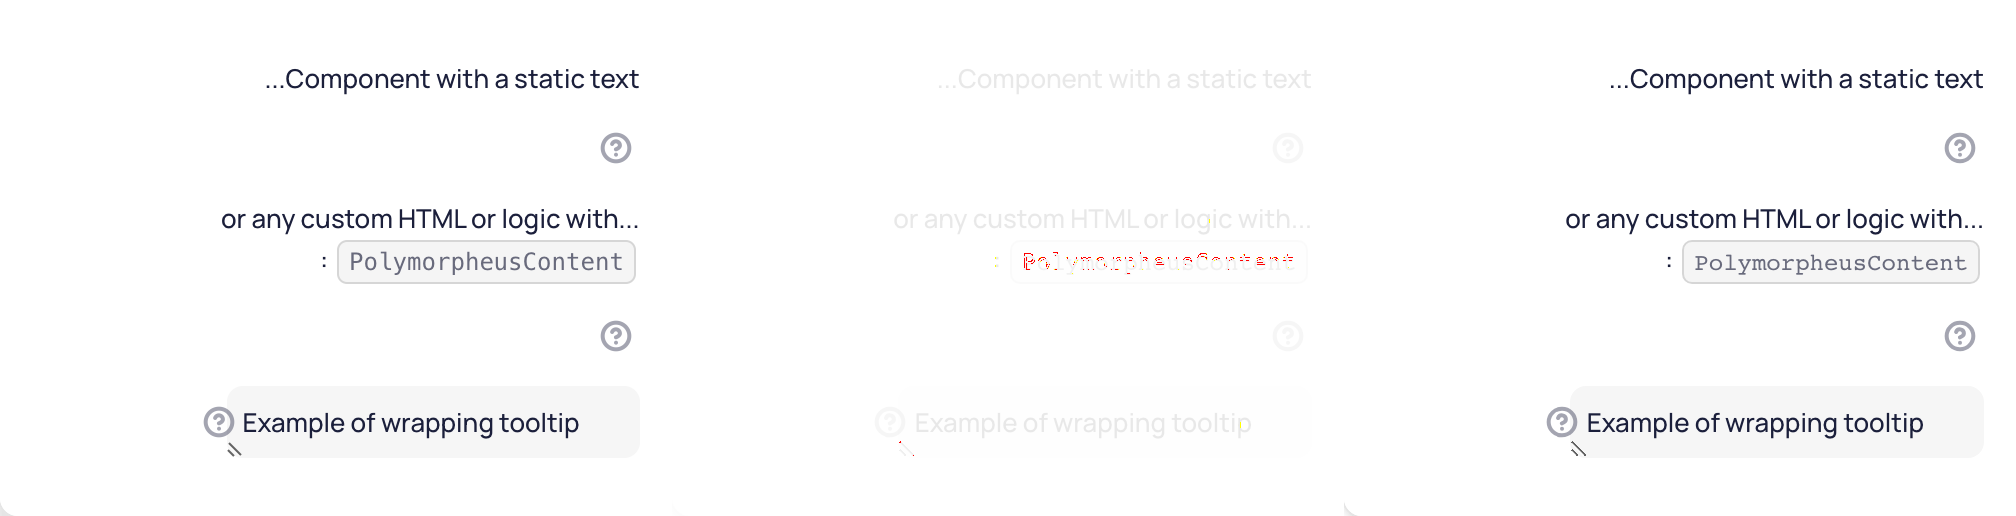 ...Component with a static text
or any custom HTML or logic with...
: PolymorpheusContent
Example of wrapping tooltip
...Component with a static text
or any custom HTML or logic with...
: PolymorpheusContent
Example of wrapping tooltip
...Component with a static text
or any custom HTML or logic with...
: PolymorpheusContent
Example of wrapping tooltip